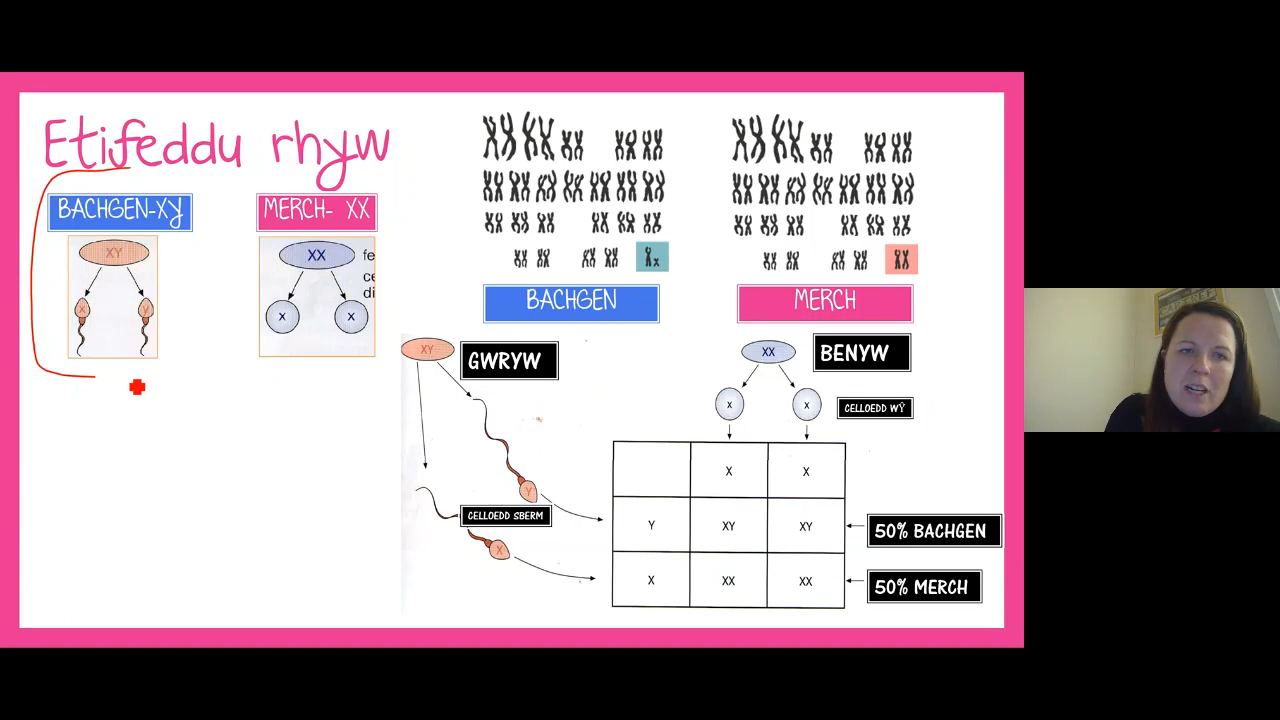 Etifeddu rhyw
BACHGEN-XY
MERCH- XX
XY
X
y
XX
fe
ce
di
X
X
BACHGEN
MERCH
XY
GWRYW
Y
CELLOEDD SBERM
X
XX
BENYW
X
X
CELLOEDD WŶ
X X
Y XY XY
X XX XX
50% BACHGEN
50% MERCH